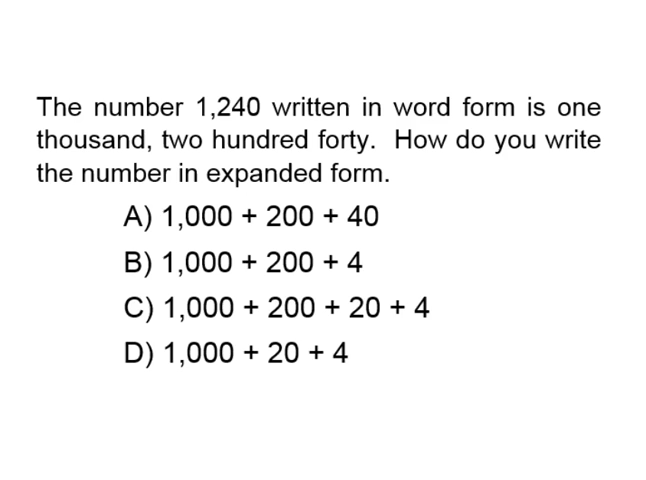 The number 1,240 written in word form is one
thousand, two hundred forty. How do you write
the number in expanded form.
A) 1,000 + 200 + 40
B) 1,000 + 200 + 4
C) 1,000 + 200 + 20 + 4
D) 1,000 + 20 + 4